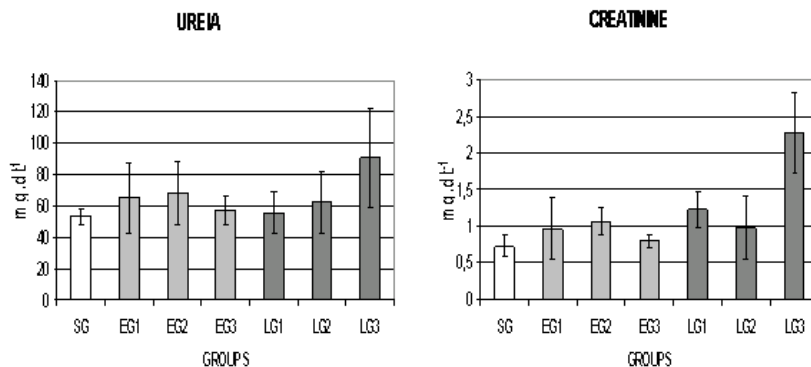 UREIA
140
120
100
80
60
40
20
0
mg.dL-1
SG EG1 EG2 EG3 LG1 LG2 LG3
GROUPS
CREATININE
3
2,5
2
1,5
1
0,5
0
mg.dL-1
SG EG1 EG2 EG3 LG1 LG2 LG3
GROUPS